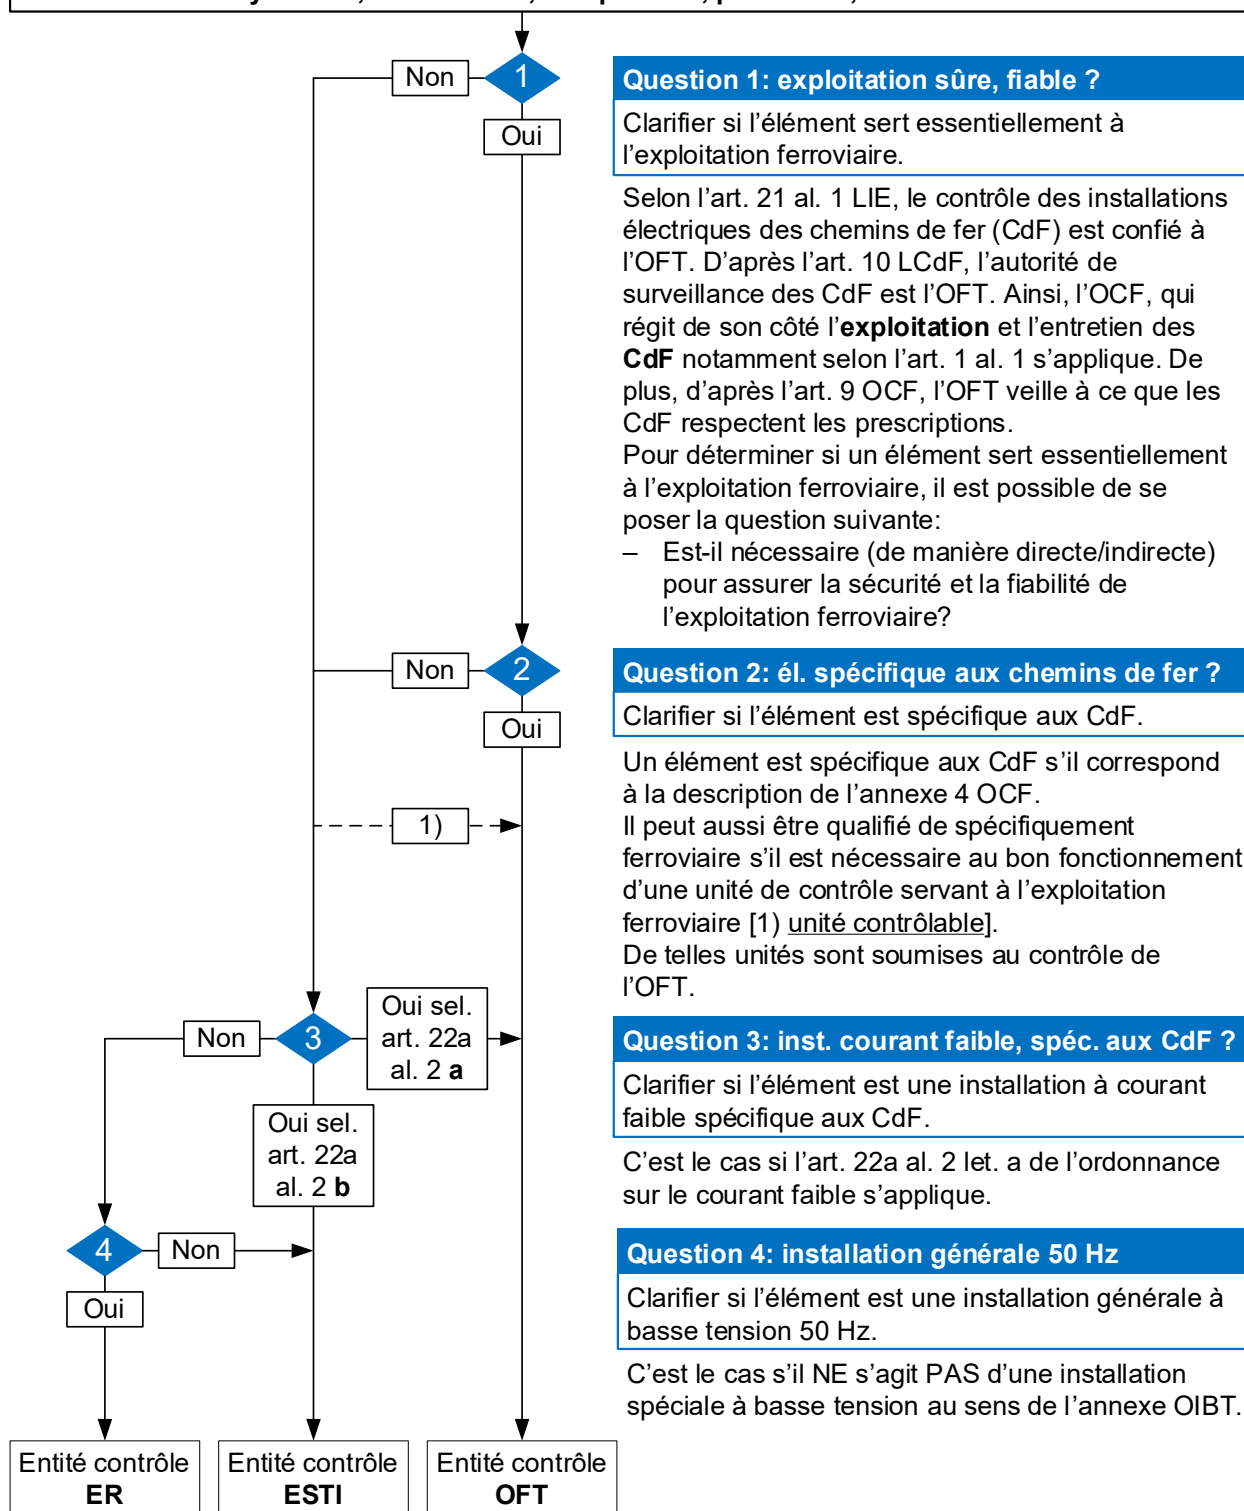 Non
1
Oui
Question 1: exploitation sûre, fiable ?
Clarifier si l’élément sert essentiellement à
l’exploitation ferroviaire.
Selon l’art. 21 al. 1 LIE, le contrôle des installations
électriques des chemins de fer (CdF) est confié à
l’OFT. D’après l’art. 10 LCdF, l’autorité de
surveillance des CdF est l’OFT. Ainsi, l’OCF, qui
régit de son côté l’exploitation et l’entretien des
CdF notamment selon l’art. 1 al. 1 s’applique. De
plus, d’après l’art. 9 OCF, l’OFT veille à ce que les
CdF respectent les prescriptions.
Pour déterminer si un élément sert essentiellement
à l’exploitation ferroviaire, il est possible de se
poser la question suivante:
– Est-il nécessaire (de manière directe/indirecte)
pour assurer la sécurité et la fiabilité de
l’exploitation ferroviaire?
Non
2
Oui
Question 2: él. spécifique aux chemins de fer ?
Clarifier si l’élément est spécifique aux CdF.
Un élément est spécifique aux CdF s’il correspond
à la description de l’annexe 4 OCF.
Il peut aussi être qualifié de spécifiquement
ferroviaire s’il est nécessaire au bon fonctionnement
d’une unité de contrôle servant à l’exploitation
ferroviaire [1) unité contrôlable].
De telles unités sont soumises au contrôle de
l’OFT.
1)
Non
3
Oui sel.
art. 22a
al. 2 a
Oui sel.
art. 22a
al. 2 b
Question 3: inst. courant faible, spéc. aux CdF ?
Clarifier si l’élément est une installation à courant
faible spécifique aux CdF.
C’est le cas si l’art. 22a al. 2 let. a de l’ordonnance
sur le courant faible s’applique.
4
Non
Oui
Question 4: installation générale 50 Hz
Clarifier si l’élément est une installation générale à
basse tension 50 Hz.
C’est le cas s’il NE s’agit PAS d’une installation
spéciale à basse tension au sens de l’annexe OIBT.
Entité contrôle
ER
Entité contrôle
ESTI
Entité contrôle
OFT